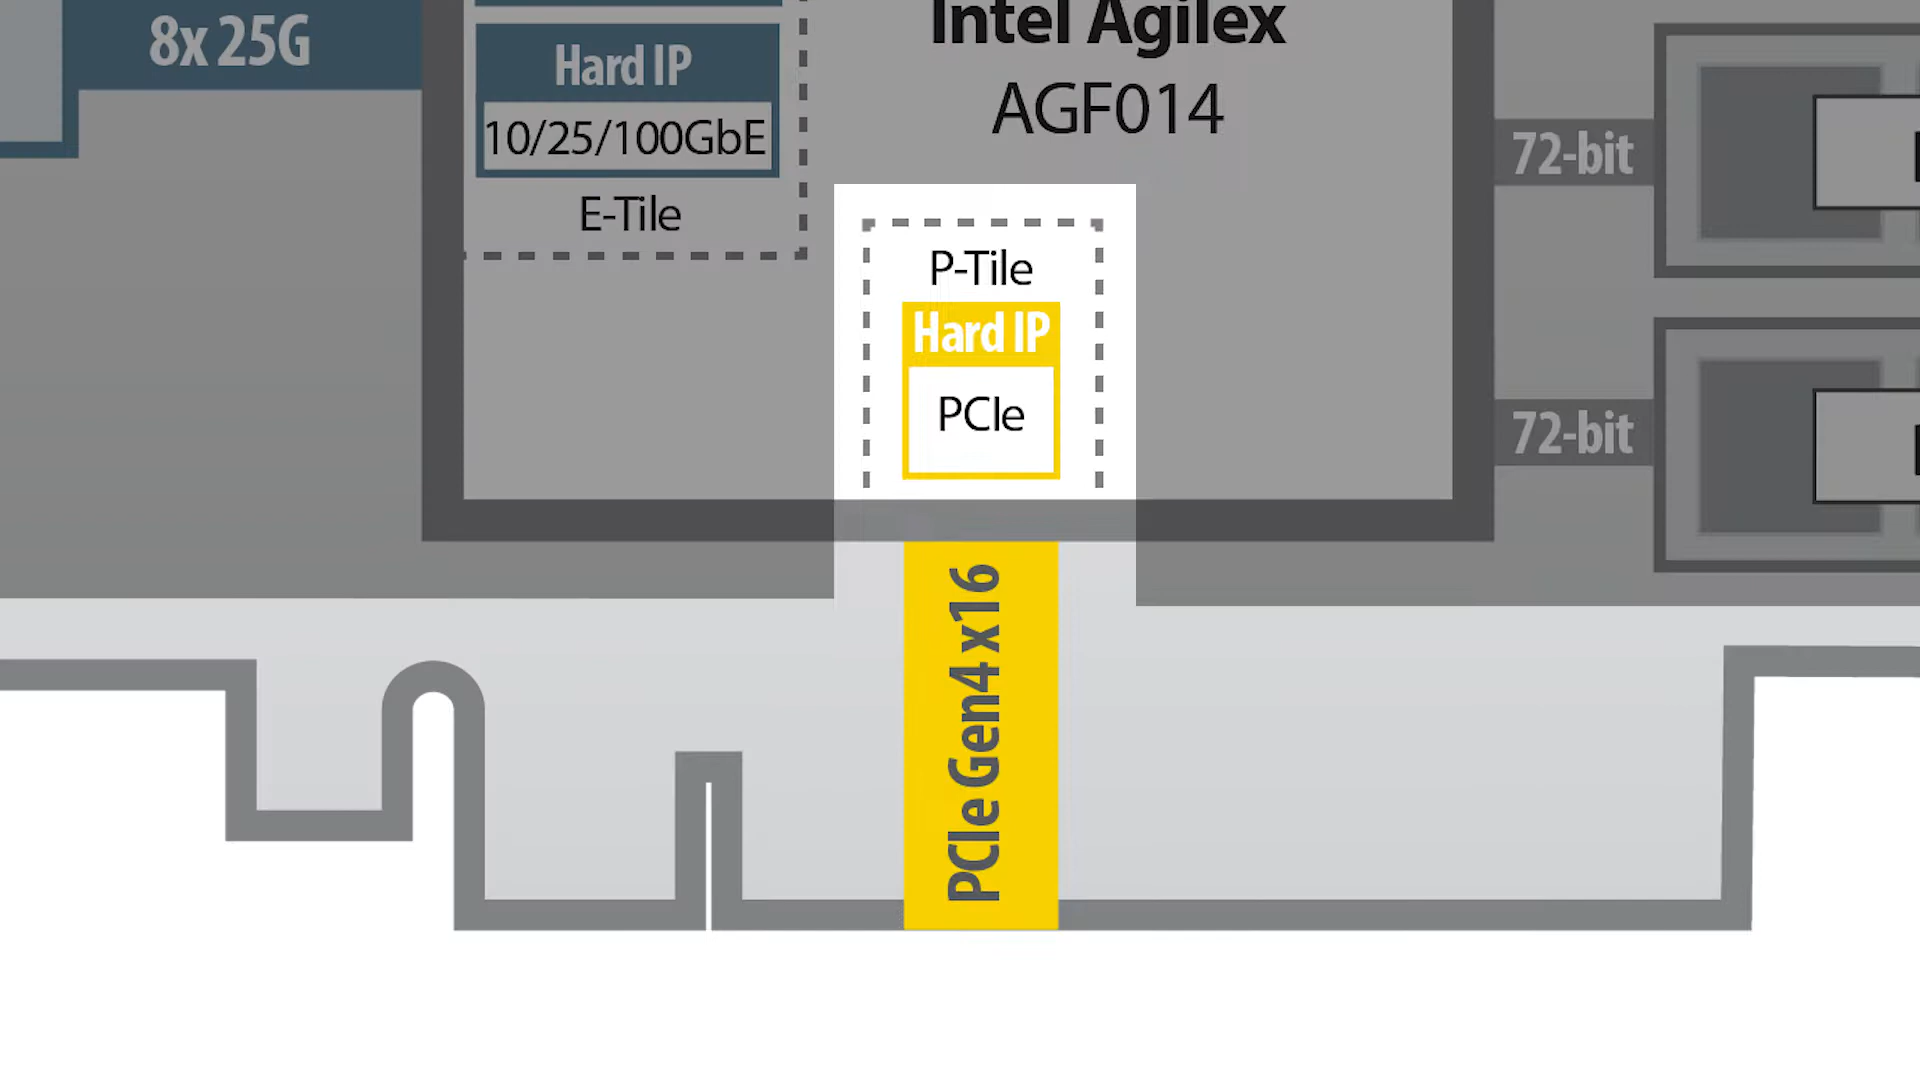 8x 25G
Hard IP
10/25/100GbE
E-Tile
Intel Agilex
AGF014
72-bit
P-Tile
Hard IP
PCIe
72-bit
PCIe Gen4 x16